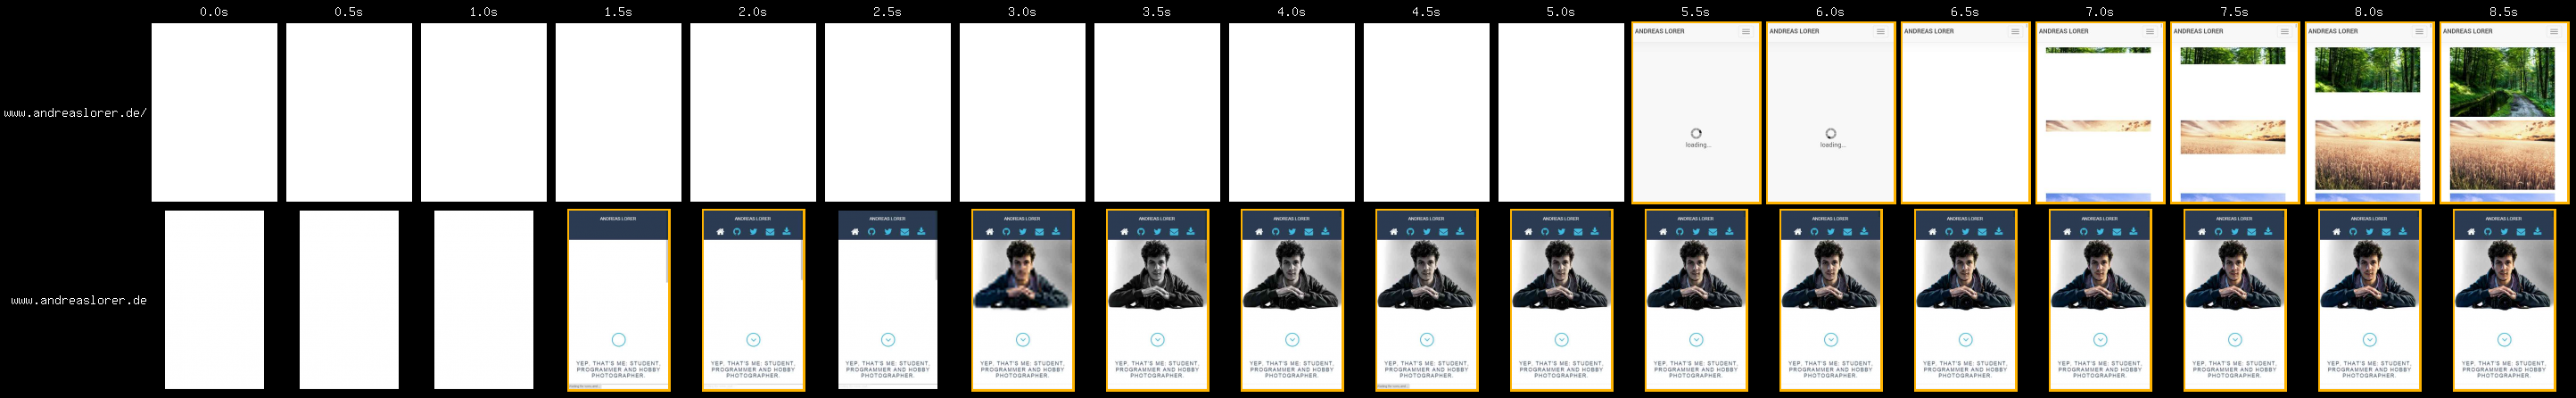 0.0s 0.5s 1.0s 1.5s 2.0s 2.5s 3.0s 3.5s 4.0s 4.5s 5.0s 5.5s 6.0s 6.5s 7.0s 7.5s 8.0s 8.5s
ANDREAS LORER ANDREAS LORER ANDREAS LORER ANDREAS LORER ANDREAS LORER ANDREAS LORER ANDREAS LORER
www.andreaslorer.de/
loading... loading...
ANDREAS LORER ANDREAS LORER ANDREAS LORER ANDREAS LORER ANDREAS LORER ANDREAS LORER ANDREAS LORER ANDREAS LORER ANDREAS LORER ANDREAS LORER ANDREAS LORER ANDREAS LORER ANDREAS LORER ANDREAS LORER ANDREAS LORER
www.andreaslorer.de
YEP, THAT'S ME: STUDENT, YEP, THAT'S ME: STUDENT, YEP, THAT'S ME: STUDENT, YEP, THAT'S ME: STUDENT, YEP, THAT'S ME: STUDENT, YEP, THAT'S ME: STUDENT, YEP, THAT'S ME: STUDENT, YEP, THAT'S ME: STUDENT, YEP, THAT'S ME: STUDENT, YEP, THAT'S ME: STUDENT, YEP, THAT'S ME: STUDENT, YEP, THAT'S ME: STUDENT, YEP, THAT'S ME: STUDENT, YEP, THAT'S ME: STUDENT, YEP, THAT'S ME: STUDENT,
PROGRAMMER AND HOBBY PROGRAMMER AND HOBBY PROGRAMMER AND HOBBY PROGRAMMER AND HOBBY PROGRAMMER AND HOBBY PROGRAMMER AND HOBBY PROGRAMMER AND HOBBY PROGRAMMER AND HOBBY PROGRAMMER AND HOBBY PROGRAMMER AND HOBBY PROGRAMMER AND HOBBY PROGRAMMER AND HOBBY PROGRAMMER AND HOBBY PROGRAMMER AND HOBBY PROGRAMMER AND HOBBY
PHOTOGRAPHER. PHOTOGRAPHER. PHOTOGRAPHER. PHOTOGRAPHER. PHOTOGRAPHER. PHOTOGRAPHER. PHOTOGRAPHER. PHOTOGRAPHER. PHOTOGRAPHER. PHOTOGRAPHER. PHOTOGRAPHER. PHOTOGRAPHER. PHOTOGRAPHER. PHOTOGRAPHER. PHOTOGRAPHER.